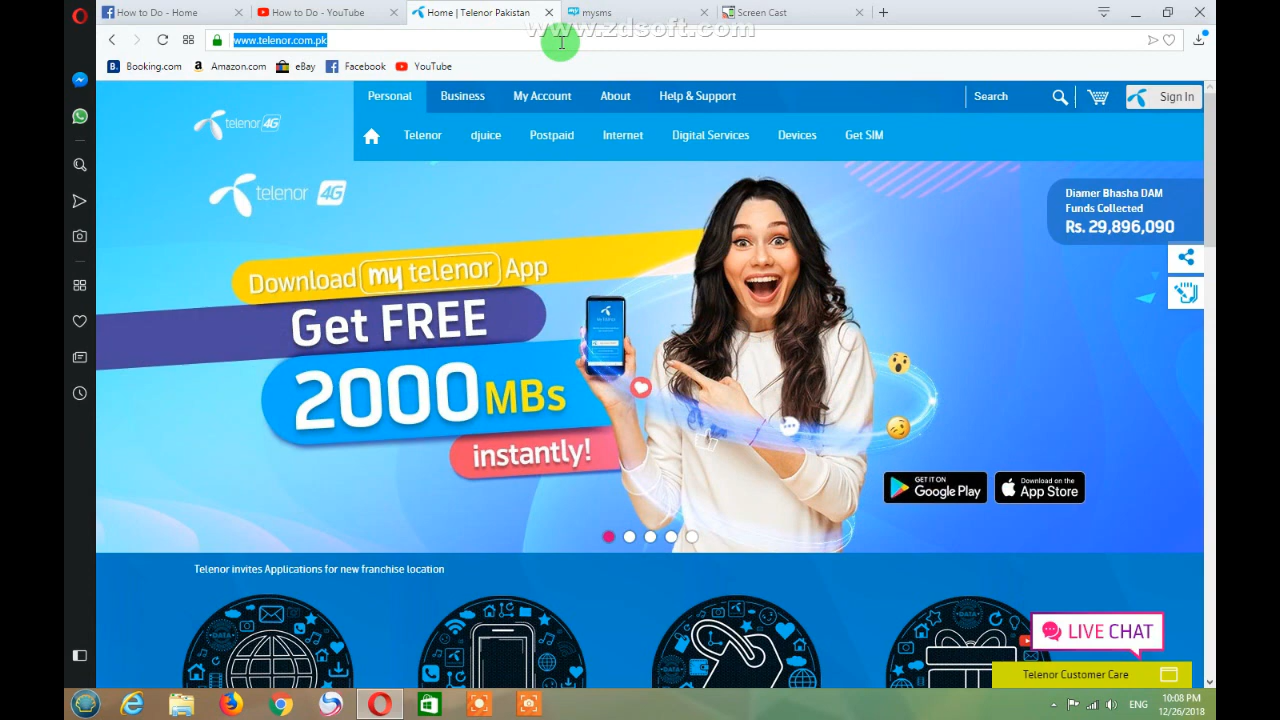 How to Do - Home
How to Do - YouTube
Home | Telenor Pakistan
mysms
Screen Cast
www.zdsoft.com
www.telenor.com.pk
B. Booking.com
a Amazon.com
eBay
Facebook
YouTube
telenor 4G
Personal
Business
My Account
About
Help & Support
Search
Sign In
Telenor
djuice
Postpaid
Internet
Digital Services
Devices
Get SIM
telenor 4G
Diamer Bhasha DAM
Funds Collected
Rs. 29,896,090
Download my telenor App
Get FREE
2000 MBs
instantly!
GET IT ON
Google Play
Download on the
App Store
Telenor invites Applications for new franchise location
DATA
DATA
LIVE CHAT
Telenor Customer Care
ENG
10:08 PM
12/26/2018